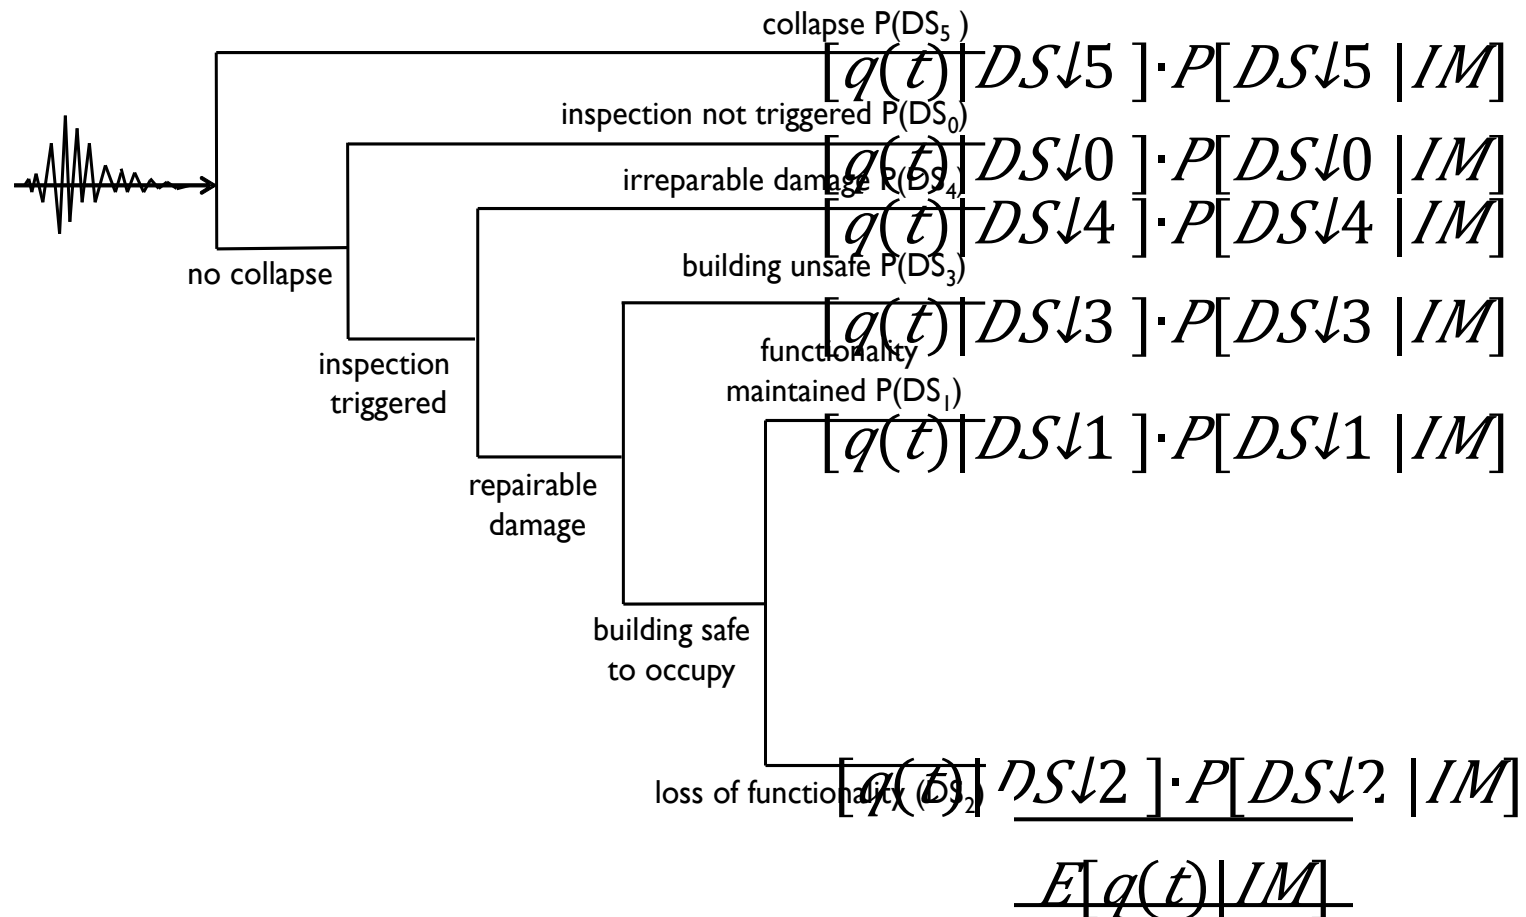 collapse P(DS₅ )
[q(t)|DS↓5 ]·P[DS↓5 |IM]
inspection not triggered P(DS₀)
[q(t)|DS↓0 ]·P[DS↓0 |IM]
irreparable damage P(DS₄)
[q(t)|DS↓4 ]·P[DS↓4 |IM]
no collapse
building unsafe P(DS₃)
[q(t)|DS↓3 ]·P[DS↓3 |IM]
inspection
triggered
functionality
maintained P(DS₁)
[q(t)|DS↓1 ]·P[DS↓1 |IM]
repairable
damage
building safe
to occupy
loss of functionality (DS₂)
[q(t)|DS↓2 ]·P[DS↓2 |IM]
E[q(t)|IM]